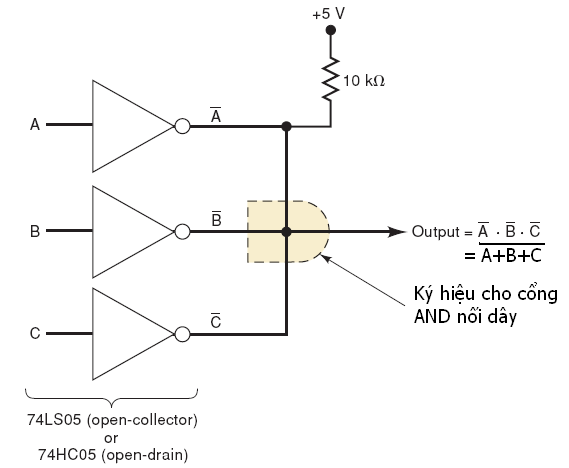 +5 V
10 kΩ
A
A̅
B
B̅
Output = A̅ · B̅ · C̅
= A̅+̅B̅+̅C̅
Ký hiệu cho cổng
AND nối dây
C
C̅
74LS05 (open-collector)
or
74HC05 (open-drain)